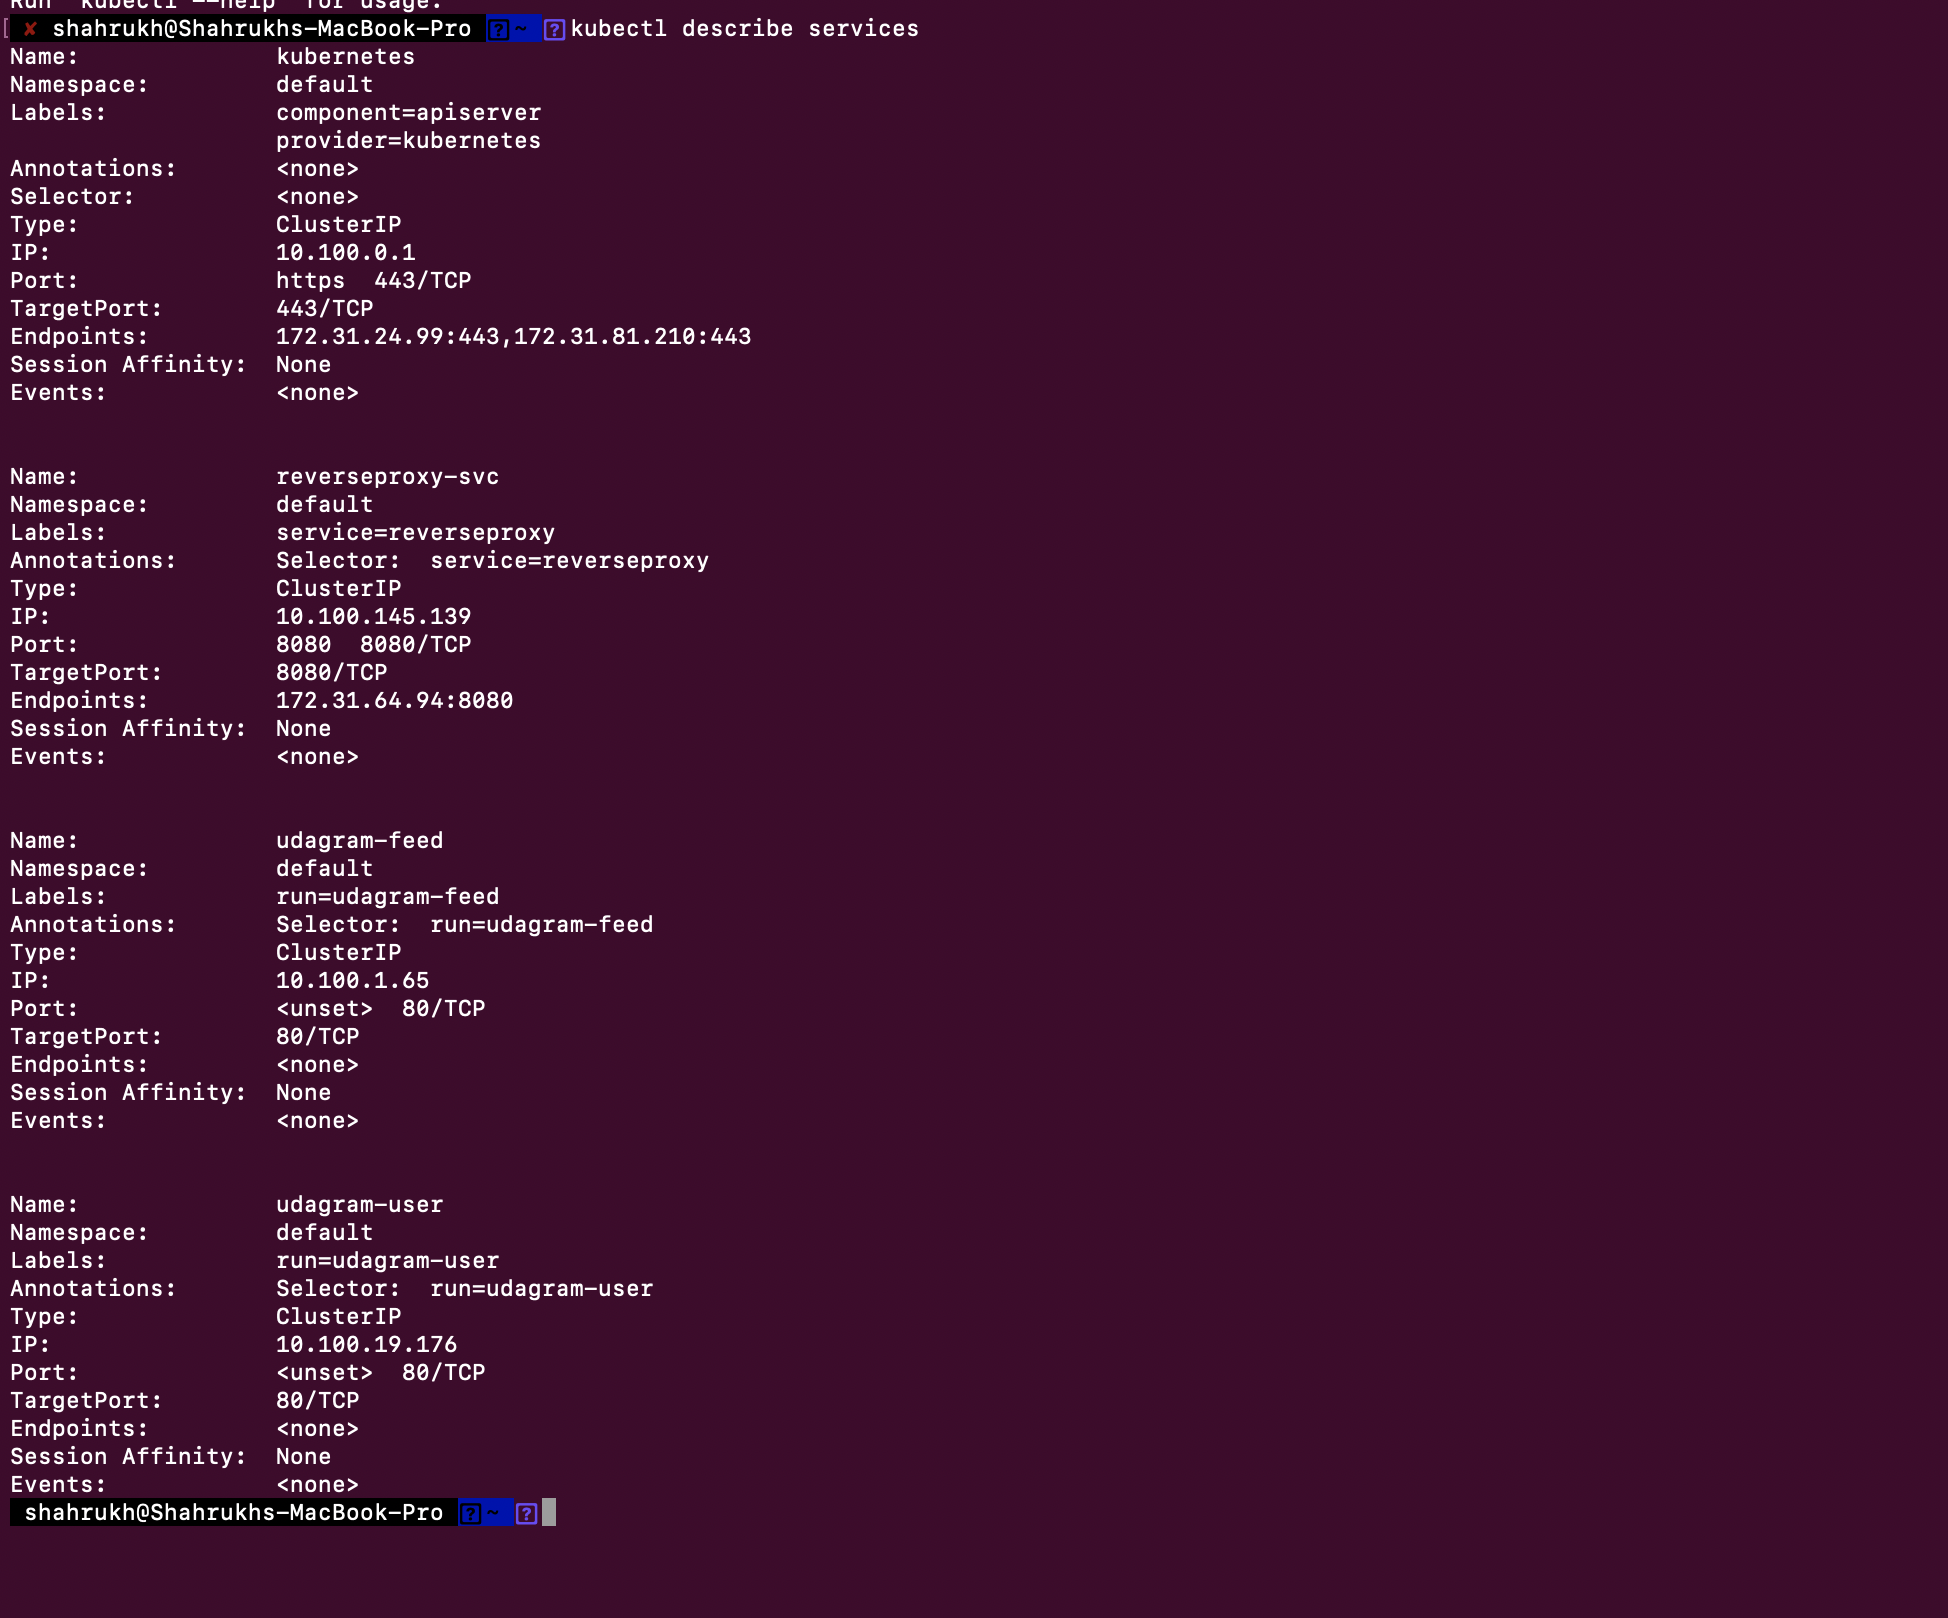 Run 'kubectl --help' for usage.
✘ shahrukh@Shahrukhs-MacBook-Pro ? ~ ? kubectl describe services
Name: kubernetes
Namespace: default
Labels: component=apiserver
provider=kubernetes
Annotations: <none>
Selector: <none>
Type: ClusterIP
IP: 10.100.0.1
Port: https 443/TCP
TargetPort: 443/TCP
Endpoints: 172.31.24.99:443,172.31.81.210:443
Session Affinity: None
Events: <none>
Name: reverseproxy-svc
Namespace: default
Labels: service=reverseproxy
Annotations: Selector: service=reverseproxy
Type: ClusterIP
IP: 10.100.145.139
Port: 8080 8080/TCP
TargetPort: 8080/TCP
Endpoints: 172.31.64.94:8080
Session Affinity: None
Events: <none>
Name: udagram-feed
Namespace: default
Labels: run=udagram-feed
Annotations: Selector: run=udagram-feed
Type: ClusterIP
IP: 10.100.1.65
Port: <unset> 80/TCP
TargetPort: 80/TCP
Endpoints: <none>
Session Affinity: None
Events: <none>
Name: udagram-user
Namespace: default
Labels: run=udagram-user
Annotations: Selector: run=udagram-user
Type: ClusterIP
IP: 10.100.19.176
Port: <unset> 80/TCP
TargetPort: 80/TCP
Endpoints: <none>
Session Affinity: None
Events: <none>
shahrukh@Shahrukhs-MacBook-Pro ? ~ ?